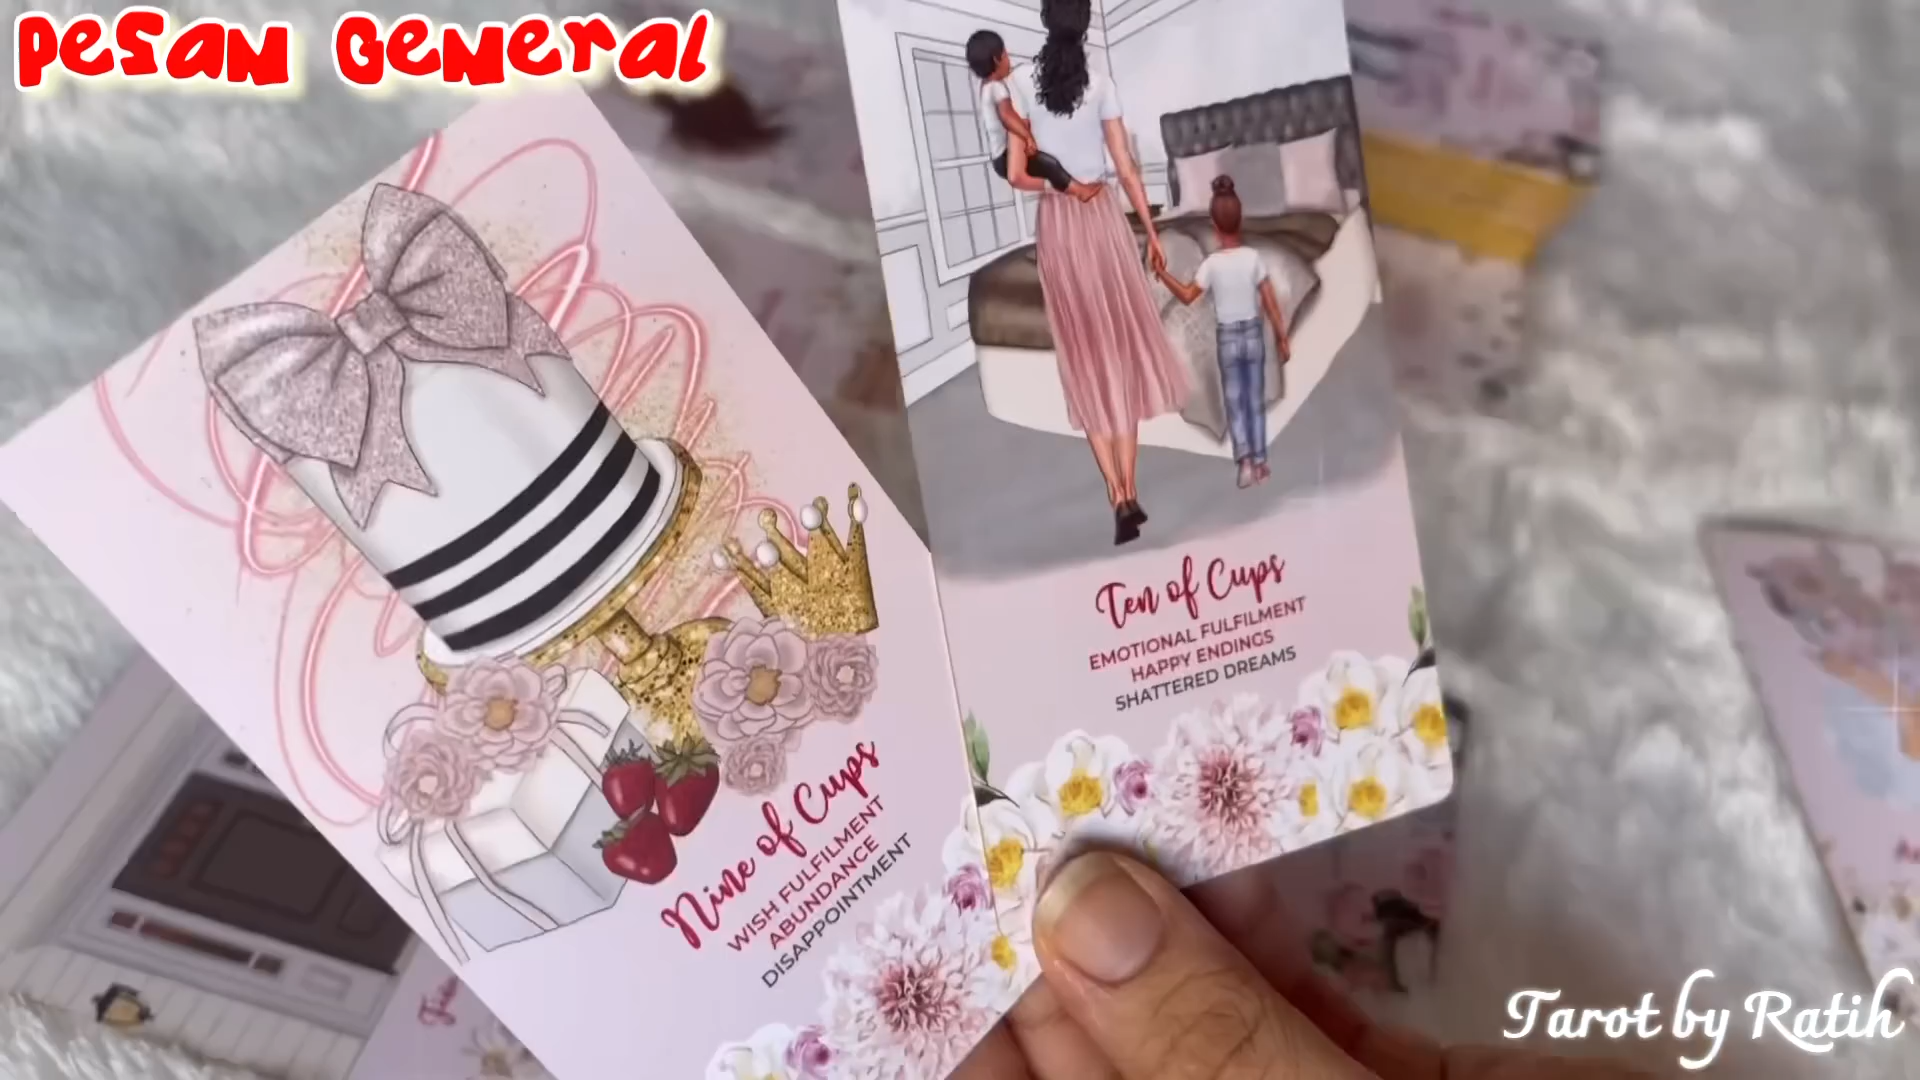 PESAN GENERAL
Nine of Cups
WISH FULFILMENT
ABUNDANCE
DISAPPOINTMENT
Ten of Cups
EMOTIONAL FULFILMENT
HAPPY ENDINGS
SHATTERED DREAMS
Tarot by Ratih